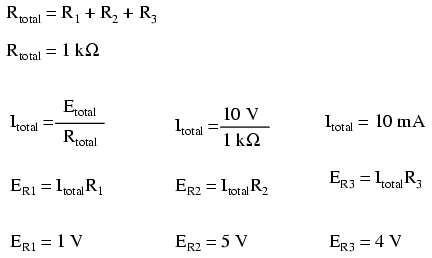 R_total = R_1 + R_2 + R_3
R_total = 1 kΩ
I_total = E_total / R_total    I_total = 10 V / 1 kΩ    I_total = 10 mA
E_R1 = I_total R_1    E_R2 = I_total R_2    E_R3 = I_total R_3
E_R1 = 1 V    E_R2 = 5 V    E_R3 = 4 V